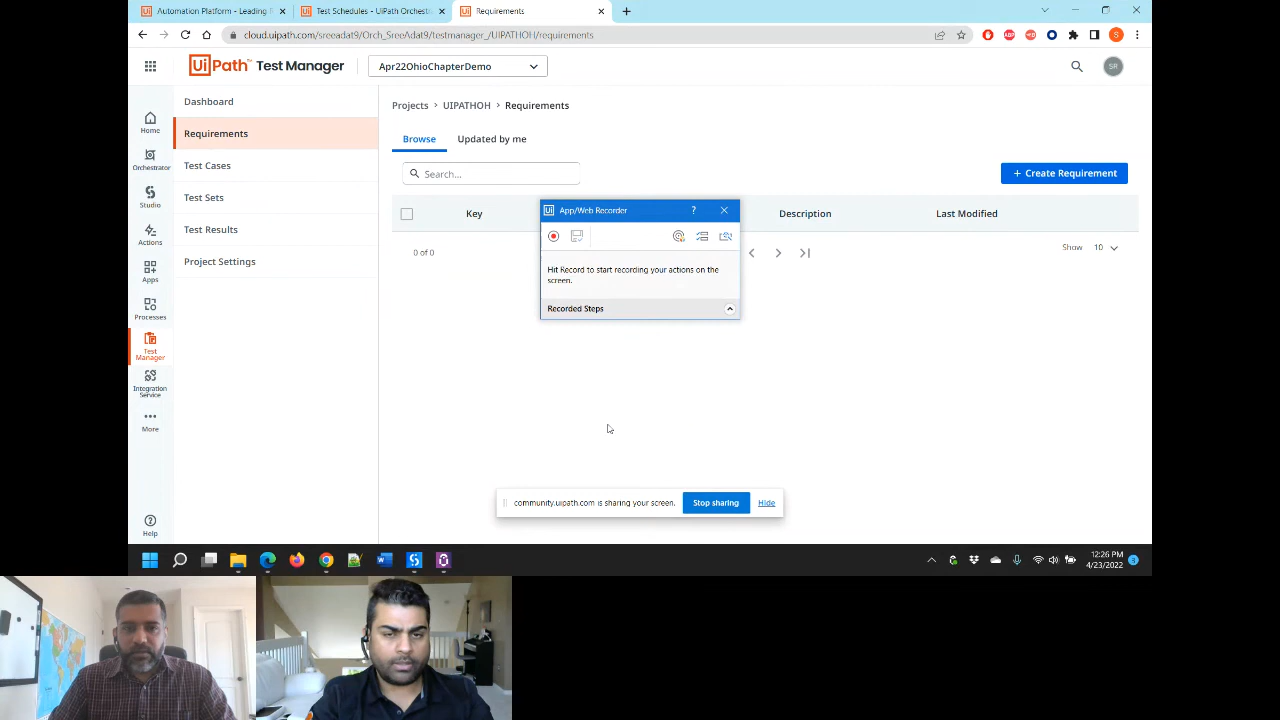 Automation Platform - Leading R
Test Schedules - UiPath Orchestr
Requirements
cloud.uipath.com/sreeadat9/Orch_SreeAdat9/testmanager_/UIPATHOH/requirements
S
UiPath Test Manager
Apr22OhioChapterDemo
SR
Home
Orchestrator
Studio
Actions
Apps
Processes
Test
Manager
Integration
Service
More
Help
Dashboard
Requirements
Test Cases
Test Sets
Test Results
Project Settings
Projects > UIPATHOH > Requirements
Browse
Updated by me
Search...
+ Create Requirement
Key
Description
Last Modified
0 of 0
Show 10
Ui App/Web Recorder ?
Hit Record to start recording your actions on the
screen.
Recorded Steps
community.uipath.com is sharing your screen.
Stop sharing
Hide
12:26 PM
4/23/2022